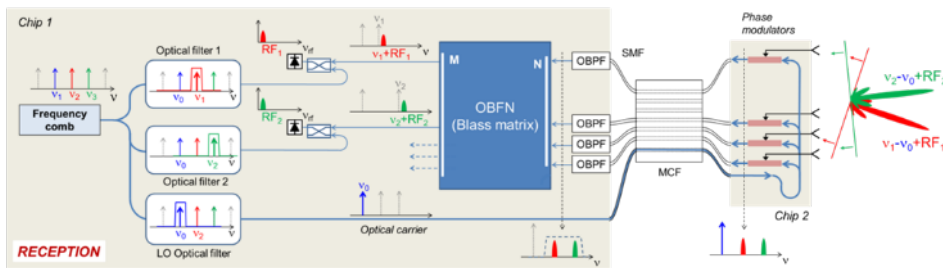 Chip 1
Optical filter 1
ν1 ν2 ν3 ν
Frequency comb
ν0 ν1 ν
Optical filter 2
ν0 ν2 ν
ν0 ν2 ν
LO Optical filter
RECEPTION
RF1 νrf
ν1
ν1+RF1 ν
RF2 νrf
ν2
ν2+RF2 ν
M
N
OBFN
(Blass matrix)
ν0
ν
Optical carrier
OBPF
OBPF
OBPF
ν
SMF
MCF
Phase modulators
Chip 2
ν
ν2-ν0+RF2
ν1-ν0+RF1